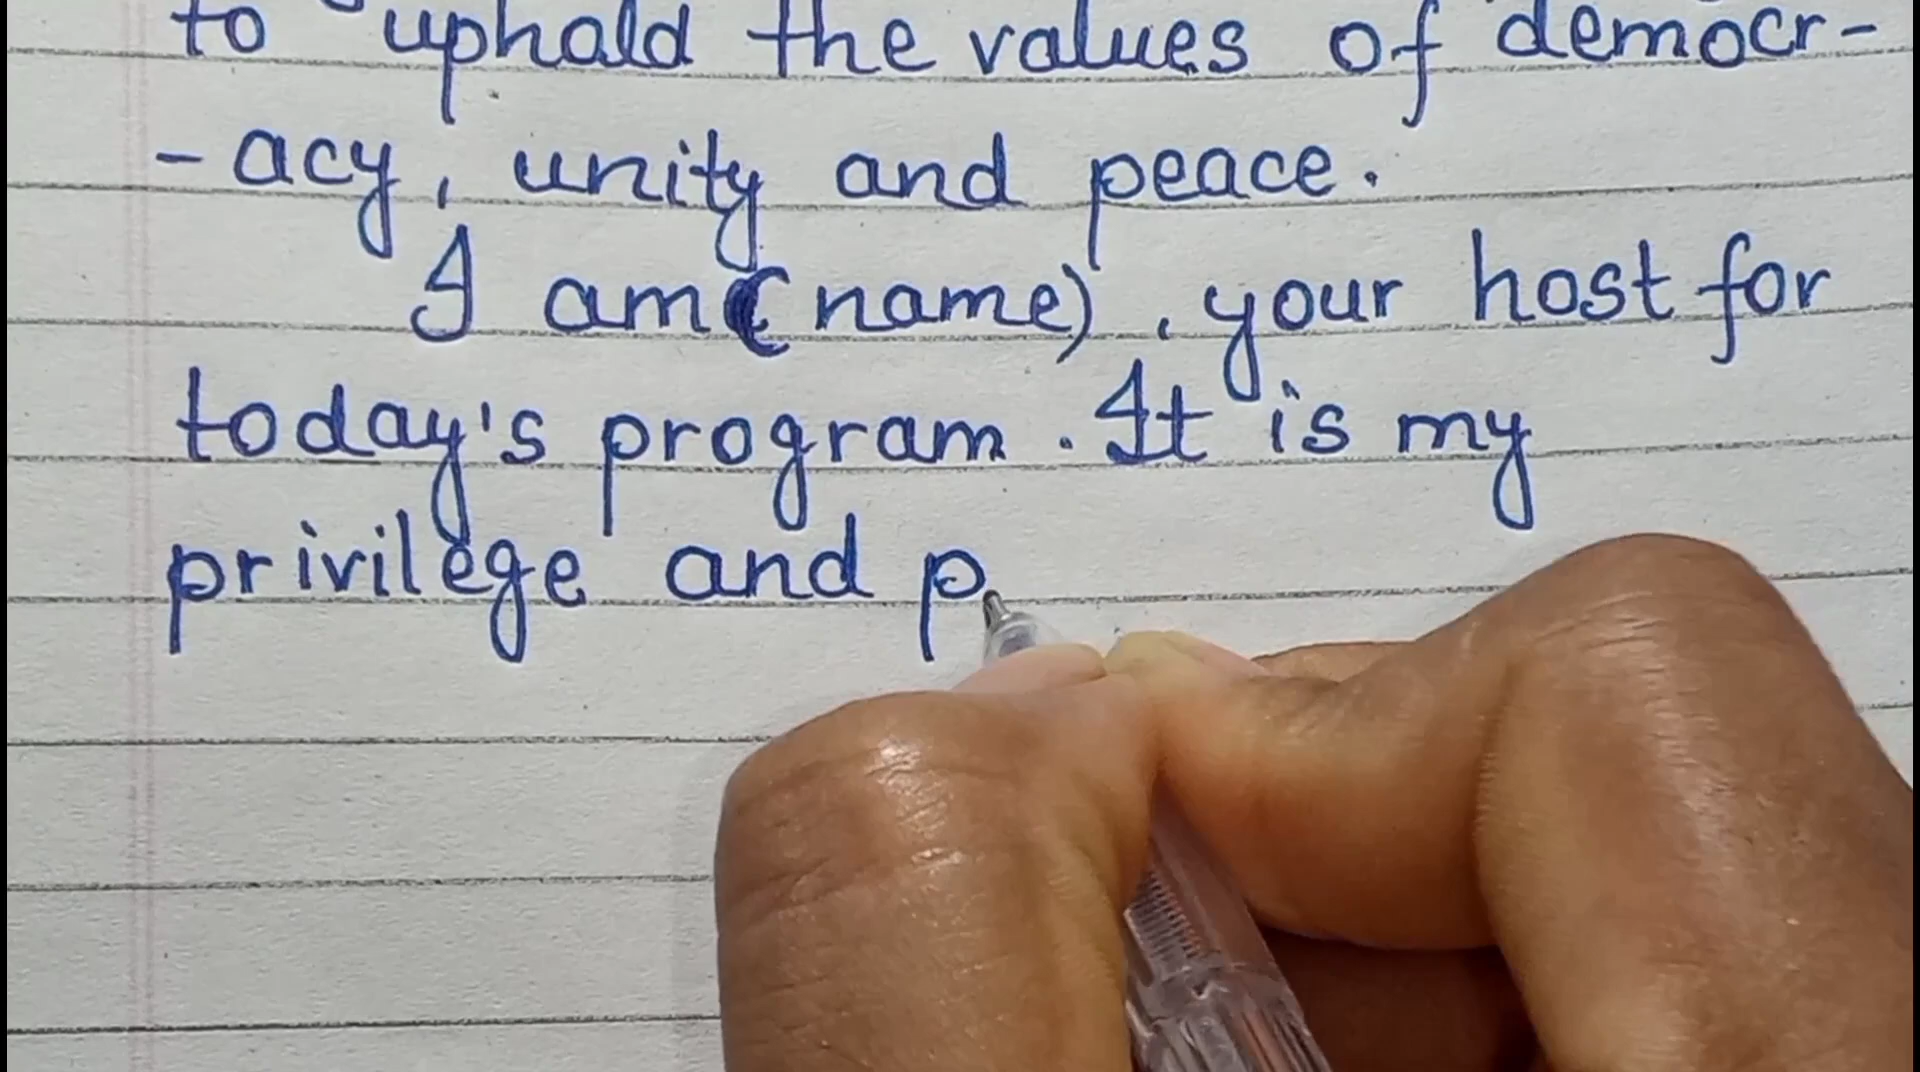 to uphald the values of democr-
-acy, unity and peace.
I am (name), your host for
today's program. It is my
privilege and p